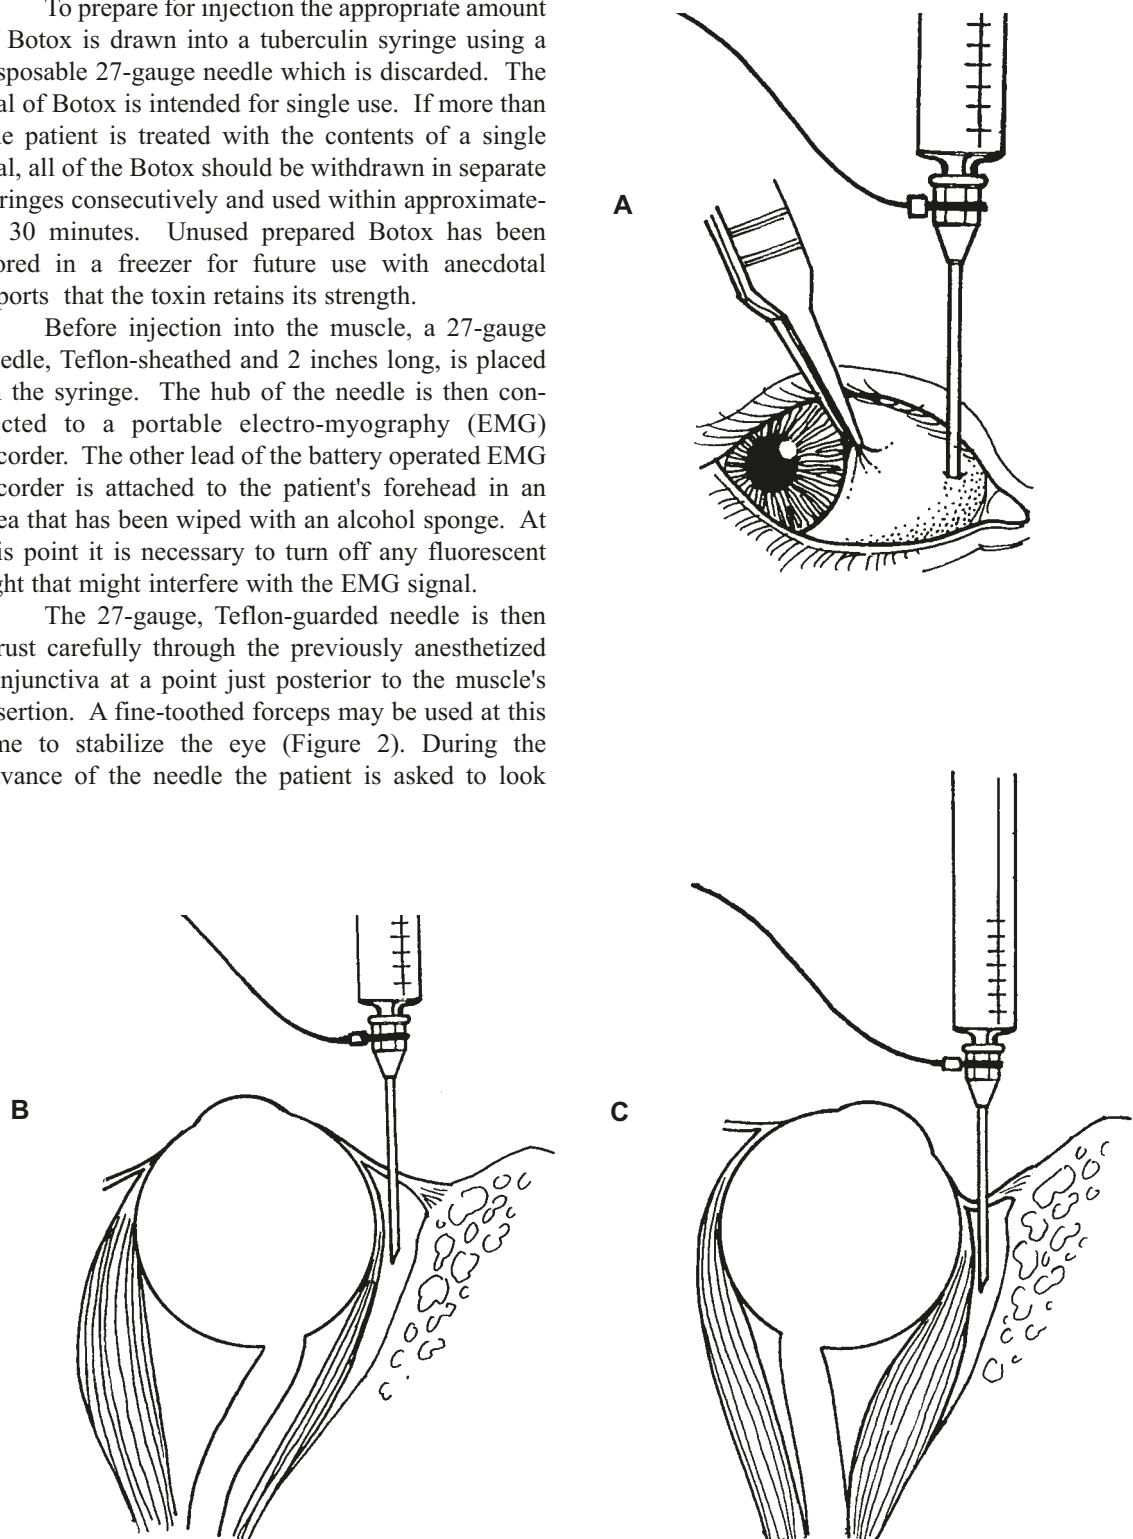 To prepare for injection the appropriate amount
Botox is drawn into a tuberculin syringe using a
sposable 27-gauge needle which is discarded. The
al of Botox is intended for single use. If more than
e patient is treated with the contents of a single
al, all of the Botox should be withdrawn in separate
ringes consecutively and used within approximate-
30 minutes. Unused prepared Botox has been
ored in a freezer for future use with anecdotal
ports that the toxin retains its strength.
Before injection into the muscle, a 27-gauge
edle, Teflon-sheathed and 2 inches long, is placed
the syringe. The hub of the needle is then con-
ected to a portable electro-myography (EMG)
corder. The other lead of the battery operated EMG
corder is attached to the patient's forehead in an
ea that has been wiped with an alcohol sponge. At
is point it is necessary to turn off any fluorescent
ght that might interfere with the EMG signal.
The 27-gauge, Teflon-guarded needle is then
rust carefully through the previously anesthetized
njunctiva at a point just posterior to the muscle's
sertion. A fine-toothed forceps may be used at this
me to stabilize the eye (Figure 2). During the
vance of the needle the patient is asked to look
A
B
C